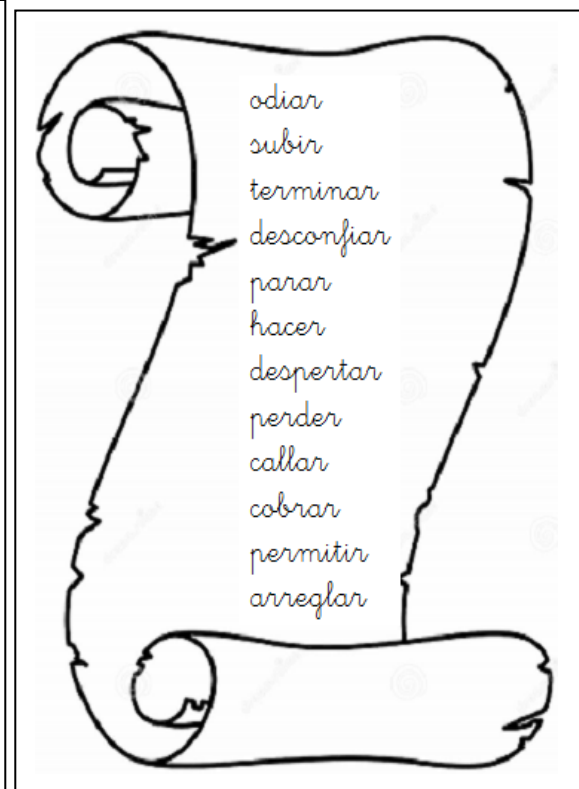 odiar
subir
terminar
desconfiar
parar
hacer
despertar
perder
callar
cobrar
permitir
arreglar